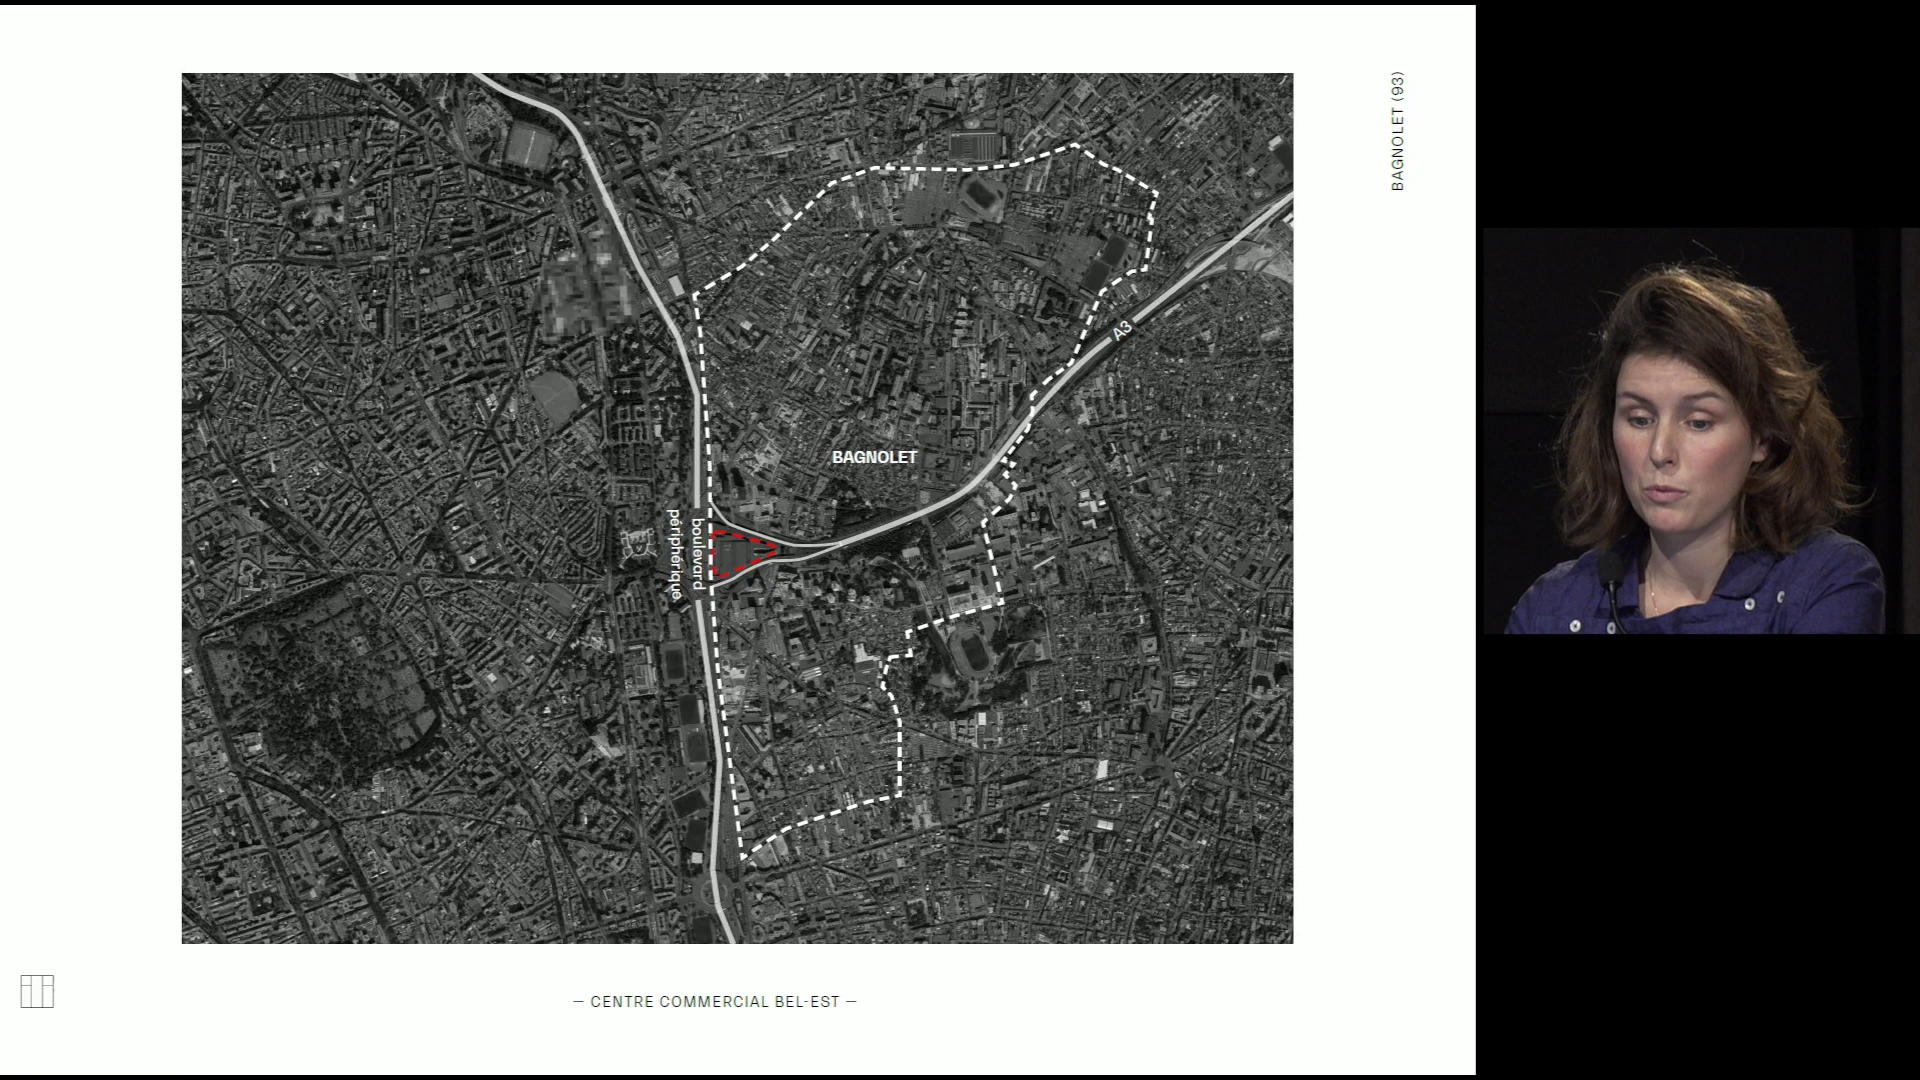 BAGNOLET (93)
A3
BAGNOLET
boulevard
périphérique
— CENTRE COMMERCIAL BEL-EST —